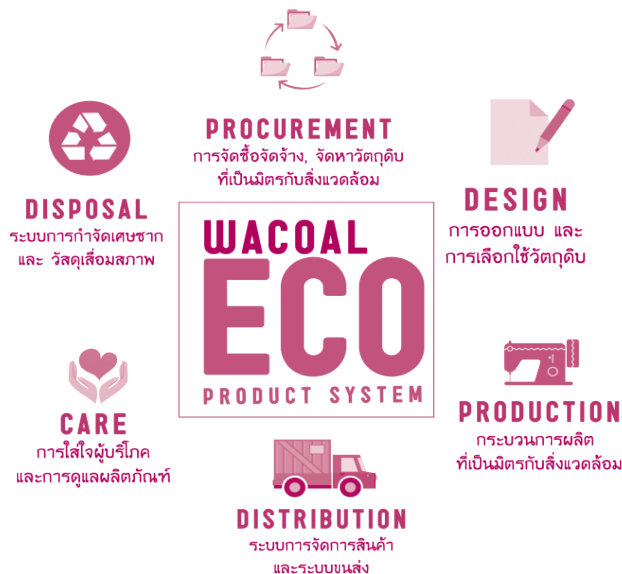 PROCUREMENT
การจัดซื้อจัดจ้าง, จัดหาวัตถุดิบ
ที่เป็นมิตรกับสิ่งแวดล้อม
DESIGN
การออกแบบ และ
การเลือกใช้วัตถุดิบ
PRODUCTION
กระบวนการผลิต
ที่เป็นมิตรกับสิ่งแวดล้อม
DISTRIBUTION
ระบบการจัดการสินค้า
และระบบขนส่ง
CARE
การใส่ใจผู้บริโภค
และการดูแลผลิตภัณฑ์
DISPOSAL
ระบบการกำจัดเศษซาก
และ วัสดุเสื่อมสภาพ
WACOAL
ECO
PRODUCT SYSTEM